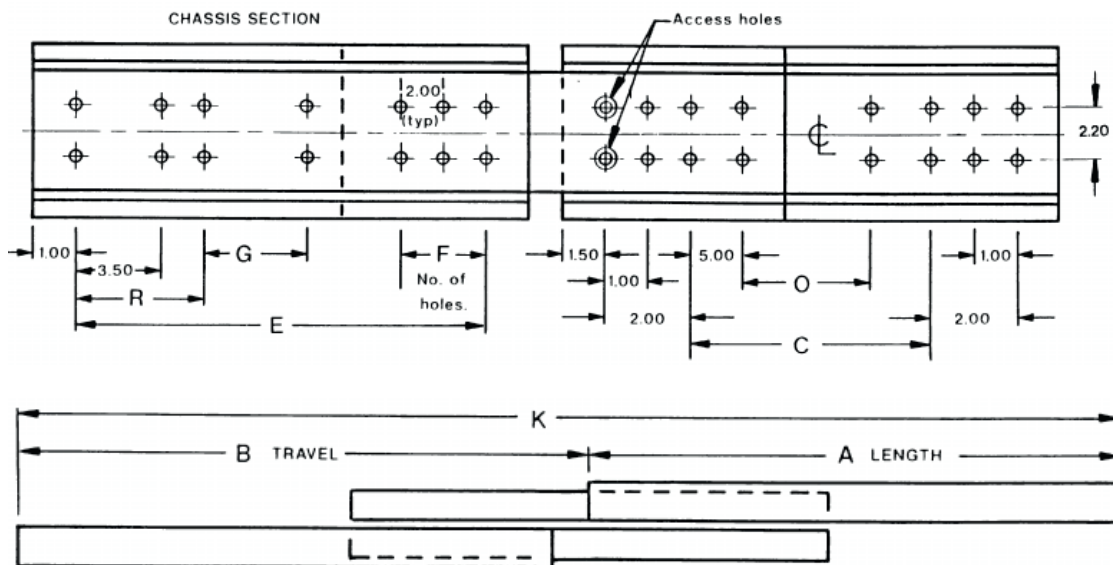 CHASSIS SECTION
Access holes
2.00
(typ)
C L
2.20
1.00
3.50
G
F
1.50
5.00
O
1.00
R
No. of
holes.
1.00
E
2.00
2.00
C
K
B TRAVEL
A LENGTH